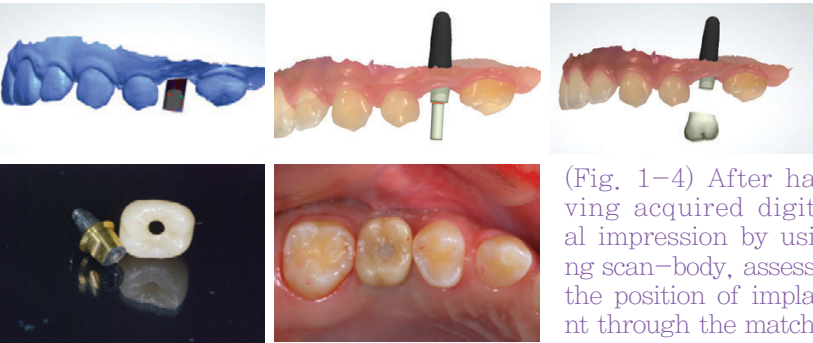 (Fig. 1-4) After ha
ving acquired digit
al impression by usi
ng scan-body, assess
the position of impla
nt through the match